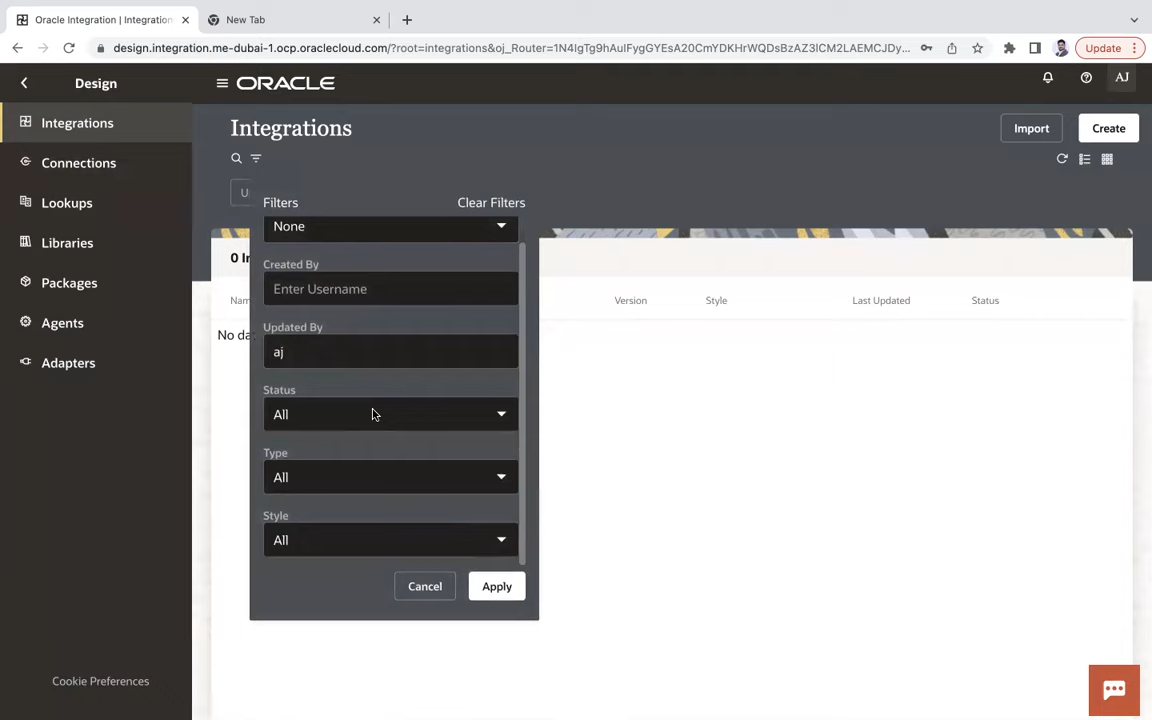 Oracle Integration | Integration
New Tab
design.integration.me-dubai-1.ocp.oraclecloud.com/?root=integrations&oj_Router=1N4IgTg9hAulFygGYEsA20CmYDKHrWQDsBzAZ3lCM2LAEMCJDy...
Update
Design
ORACLE
AJ
Integrations
Connections
Lookups
Libraries
Packages
Agents
Adapters
Cookie Preferences
Integrations
Import
Create
U
Filters
Clear Filters
None
Created By
Enter Username
Updated By
aj
Status
All
Type
All
Style
All
Cancel
Apply
0 In
Nam
Version
Style
Last Updated
Status
No da